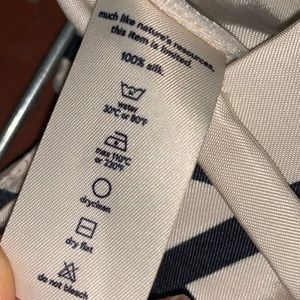 much like nature's resources,
this item is limited.
100% silk.
water
30°C or 80°F
max 110°C
or 230°F
dryclean
dry flat
do not bleach